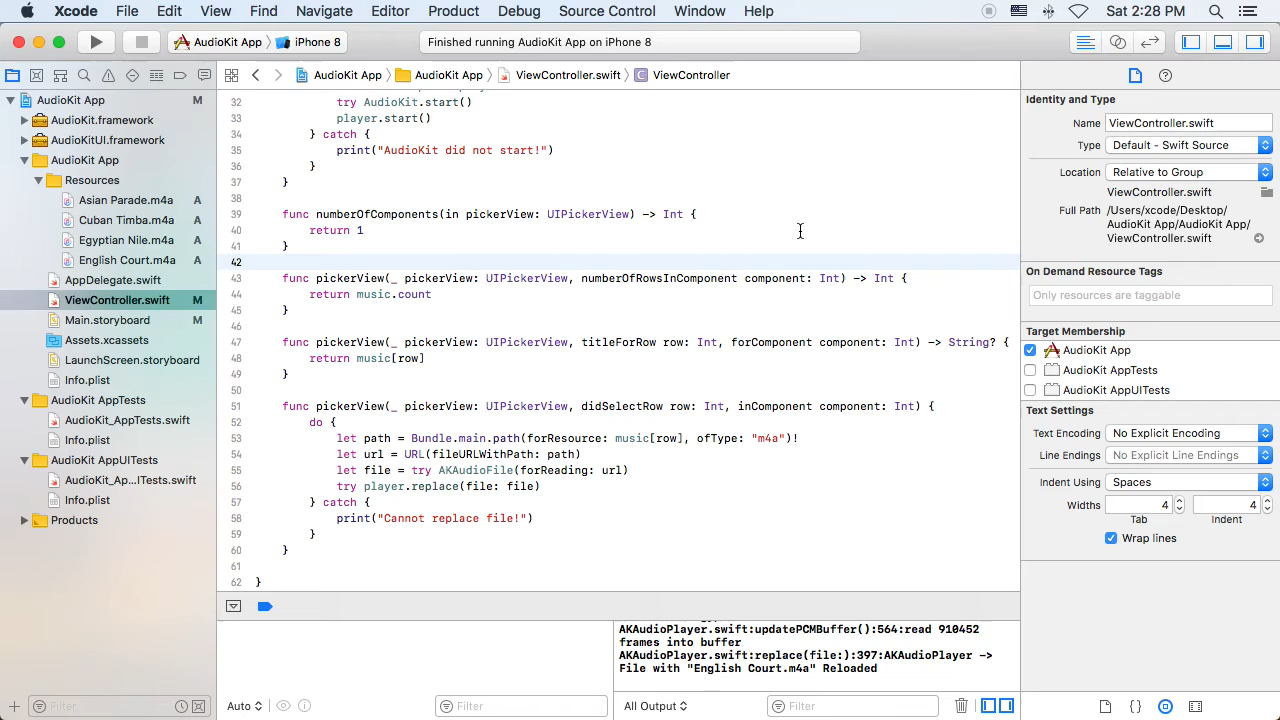 Xcode File Edit View Find Navigate Editor Product Debug Source Control Window Help Sat 2:28 PM
AudioKit App iPhone 8 Finished running AudioKit App on iPhone 8
AudioKit App AudioKit App ViewController.swift C ViewController
AudioKit App M
AudioKit.framework
AudioKitUI.framework
AudioKit App
Resources
Asian Parade.m4a A
Cuban Timba.m4a A
Egyptian Nile.m4a A
English Court.m4a A
AppDelegate.swift
ViewController.swift M
Main.storyboard M
Assets.xcassets
LaunchScreen.storyboard
Info.plist
AudioKit AppTests
AudioKit_AppTests.swift
Info.plist
AudioKit AppUITests
AudioKit_Ap...ITests.swift
Info.plist
Products
Filter
32 try AudioKit.start()
33 player.start()
34 } catch {
35 print("AudioKit did not start!")
36 }
37 }
38
39 func numberOfComponents(in pickerView: UIPickerView) -> Int {
40 return 1
41 }
42
43 func pickerView(_ pickerView: UIPickerView, numberOfRowsInComponent component: Int) -> Int {
44 return music.count
45 }
46
47 func pickerView(_ pickerView: UIPickerView, titleForRow row: Int, forComponent component: Int) -> String? {
48 return music[row]
49 }
50
51 func pickerView(_ pickerView: UIPickerView, didSelectRow row: Int, inComponent component: Int) {
52 do {
53 let path = Bundle.main.path(forResource: music[row], ofType: "m4a")!
54 let url = URL(fileURLWithPath: path)
55 let file = try AKAudioFile(forReading: url)
56 try player.replace(file: file)
57 } catch {
58 print("Cannot replace file!")
59 }
60 }
61
62 }
Auto Filter
AKAudioPlayer.swift:updatePCMBuffer():564:read 910452
frames into buffer
AKAudioPlayer.swift:replace(file:):397:AKAudioPlayer ->
File with "English Court.m4a" Reloaded
All Output Filter
Identity and Type
Name ViewController.swift
Type Default - Swift Source
Location Relative to Group
ViewController.swift
Full Path /Users/xcode/Desktop/
AudioKit App/AudioKit App/
ViewController.swift
On Demand Resource Tags
Only resources are taggable
Target Membership
AudioKit App
AudioKit AppTests
AudioKit AppUITests
Text Settings
Text Encoding No Explicit Encoding
Line Endings No Explicit Line Endings
Indent Using Spaces
Widths 4 4
Tab Indent
Wrap lines